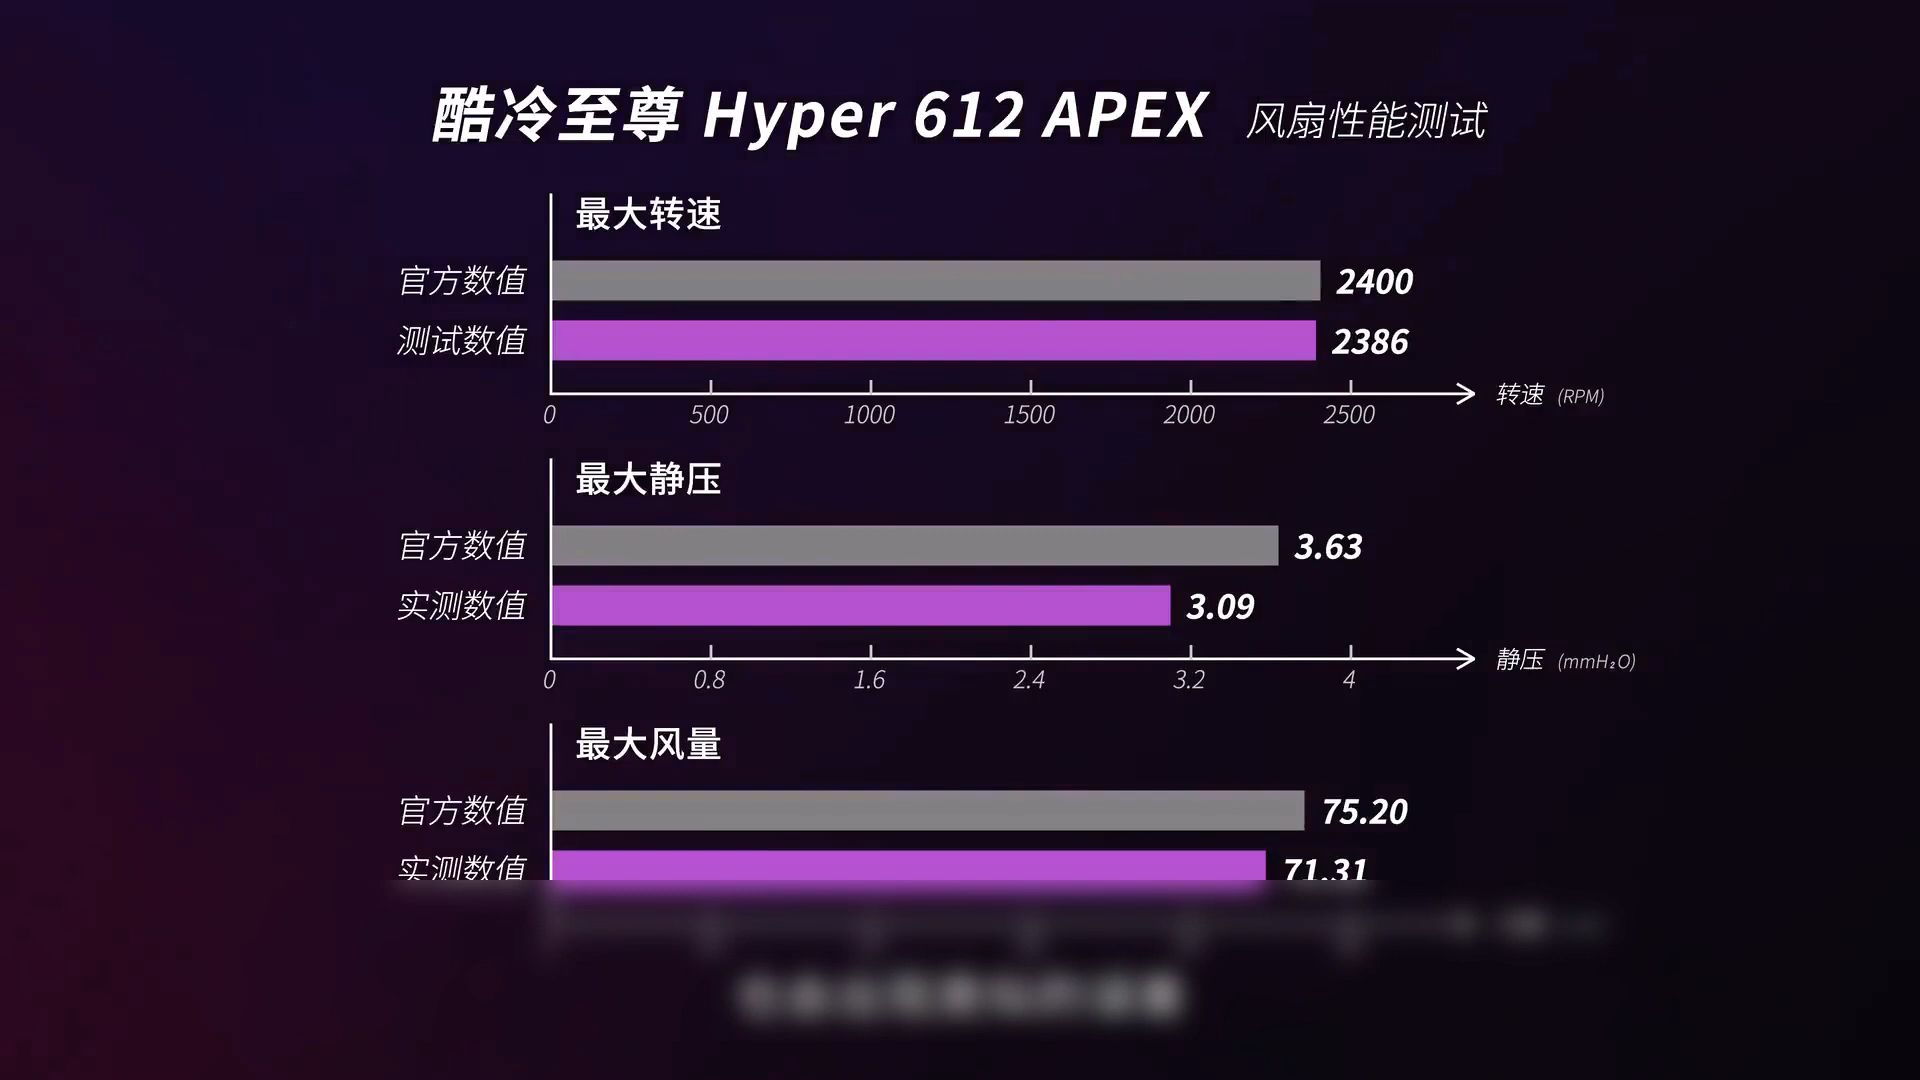 酷冷至尊 Hyper 612 APEX 风扇性能测试
最大转速
官方数值 2400
测试数值 2386
0 500 1000 1500 2000 2500 转速 (RPM)
最大静压
官方数值 3.63
实测数值 3.09
0 0.8 1.6 2.4 3.2 4 静压 (mmH₂O)
最大风量
官方数值 75.20
实测数值 71.31